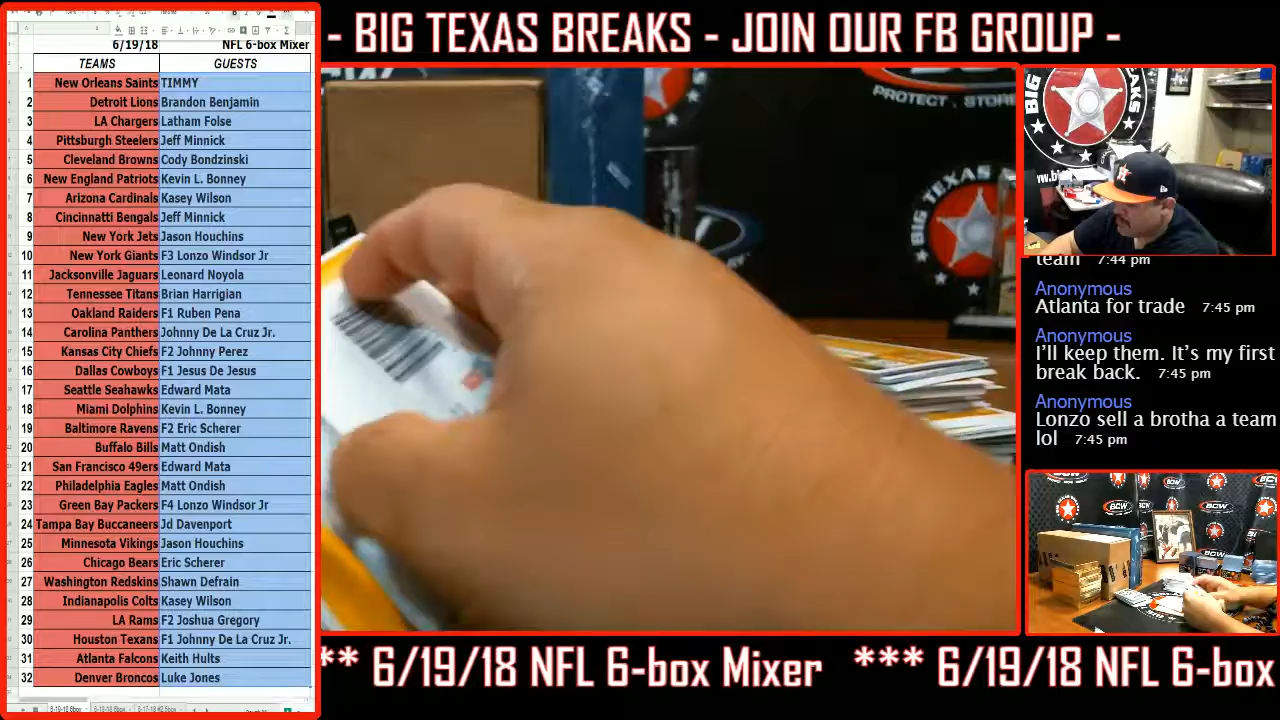 - BIG TEXAS BREAKS - JOIN OUR FB GROUP -
6/19/18 NFL 6-box Mixer
TEAMS GUESTS
1 New Orleans Saints TIMMY
2 Detroit Lions Brandon Benjamin
3 LA Chargers Latham Folse
4 Pittsburgh Steelers Jeff Minnick
5 Cleveland Browns Cody Bondzinski
6 New England Patriots Kevin L. Bonney
7 Arizona Cardinals Kasey Wilson
8 Cincinnatti Bengals Jeff Minnick
9 New York Jets Jason Houchins
10 New York Giants F3 Lonzo Windsor Jr
11 Jacksonville Jaguars Leonard Noyola
12 Tennessee Titans Brian Harrigian
13 Oakland Raiders F1 Ruben Pena
14 Carolina Panthers Johnny De La Cruz Jr.
15 Kansas City Chiefs F2 Johnny Perez
16 Dallas Cowboys F1 Jesus De Jesus
17 Seattle Seahawks Edward Mata
18 Miami Dolphins Kevin L. Bonney
19 Baltimore Ravens F2 Eric Scherer
20 Buffalo Bills Matt Ondish
21 San Francisco 49ers Edward Mata
22 Philadelphia Eagles Matt Ondish
23 Green Bay Packers F4 Lonzo Windsor Jr
24 Tampa Bay Buccaneers Jd Davenport
25 Minnesota Vikings Jason Houchins
26 Chicago Bears Eric Scherer
27 Washington Redskins Shawn Defrain
28 Indianapolis Colts Kasey Wilson
29 LA Rams F2 Joshua Gregory
30 Houston Texans F1 Johnny De La Cruz Jr.
31 Atlanta Falcons Keith Hults
32 Denver Broncos Luke Jones
PROTECT . STORE
BIG TEXAS
BIG
team 7:44 pm
Anonymous
Atlanta for trade 7:45 pm
Anonymous
I'll keep them. It's my first
break back. 7:45 pm
Anonymous
Lonzo sell a brotha a team
lol 7:45 pm
BCW
** 6/19/18 NFL 6-box Mixer *** 6/19/18 NFL 6-box